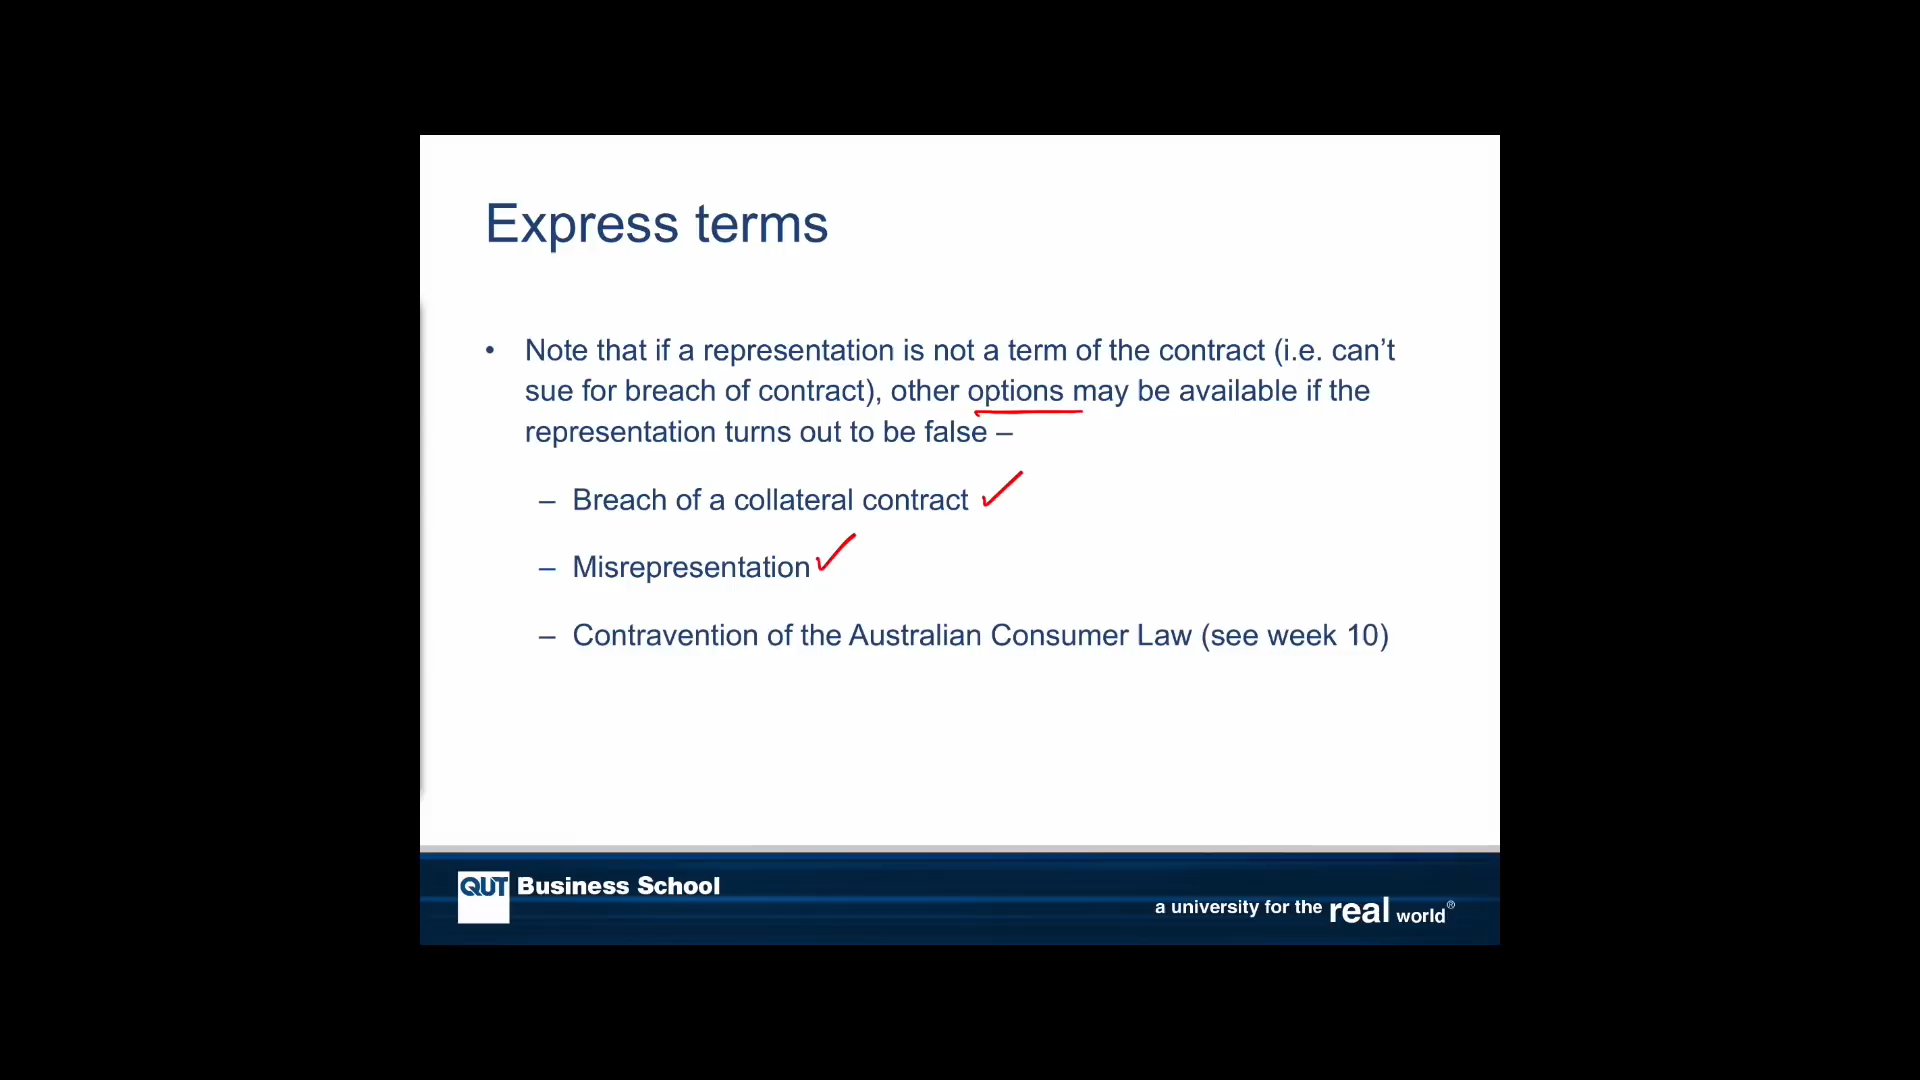 Express terms
• Note that if a representation is not a term of the contract (i.e. can’t
sue for breach of contract), other options may be available if the
representation turns out to be false –
– Breach of a collateral contract
– Misrepresentation
– Contravention of the Australian Consumer Law (see week 10)
QUT Business School
a university for the real world®